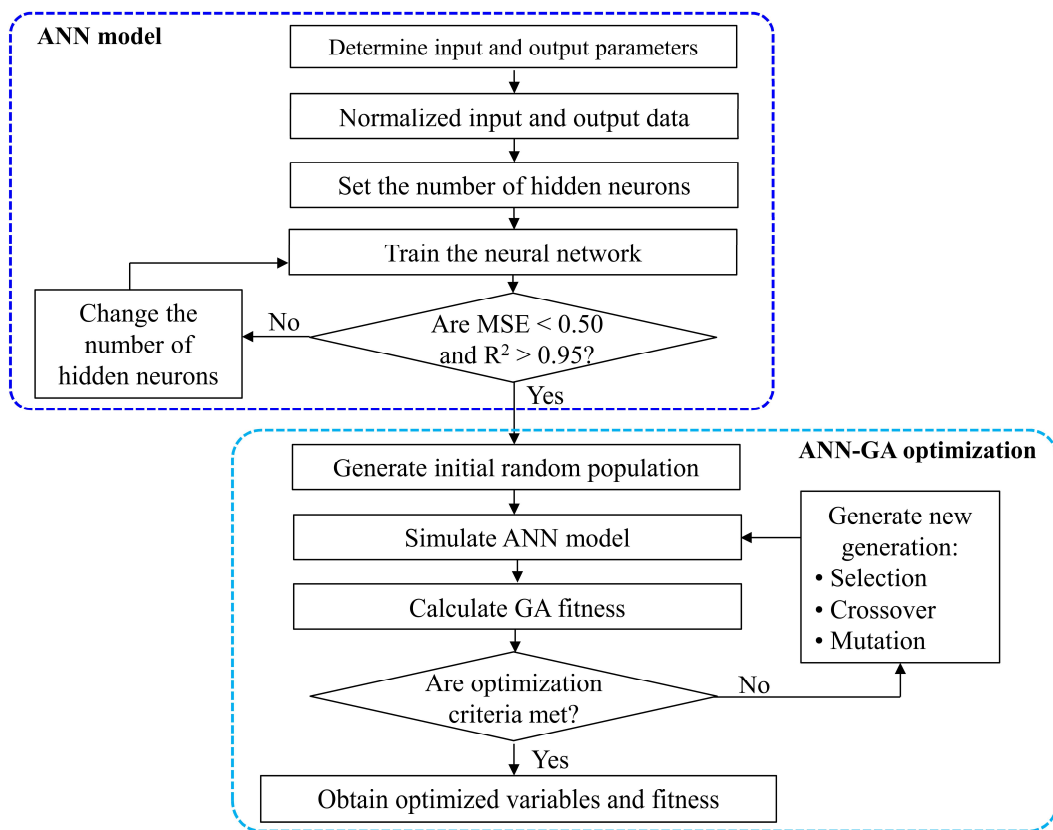 ANN model
Determine input and output parameters
Normalized input and output data
Set the number of hidden neurons
Train the neural network
Change the
number of
hidden neurons
No
Are MSE < 0.50
and R² > 0.95?
Yes
ANN-GA optimization
Generate initial random population
Simulate ANN model
Calculate GA fitness
Generate new
generation:
• Selection
• Crossover
• Mutation
Are optimization
criteria met?
No
Yes
Obtain optimized variables and fitness